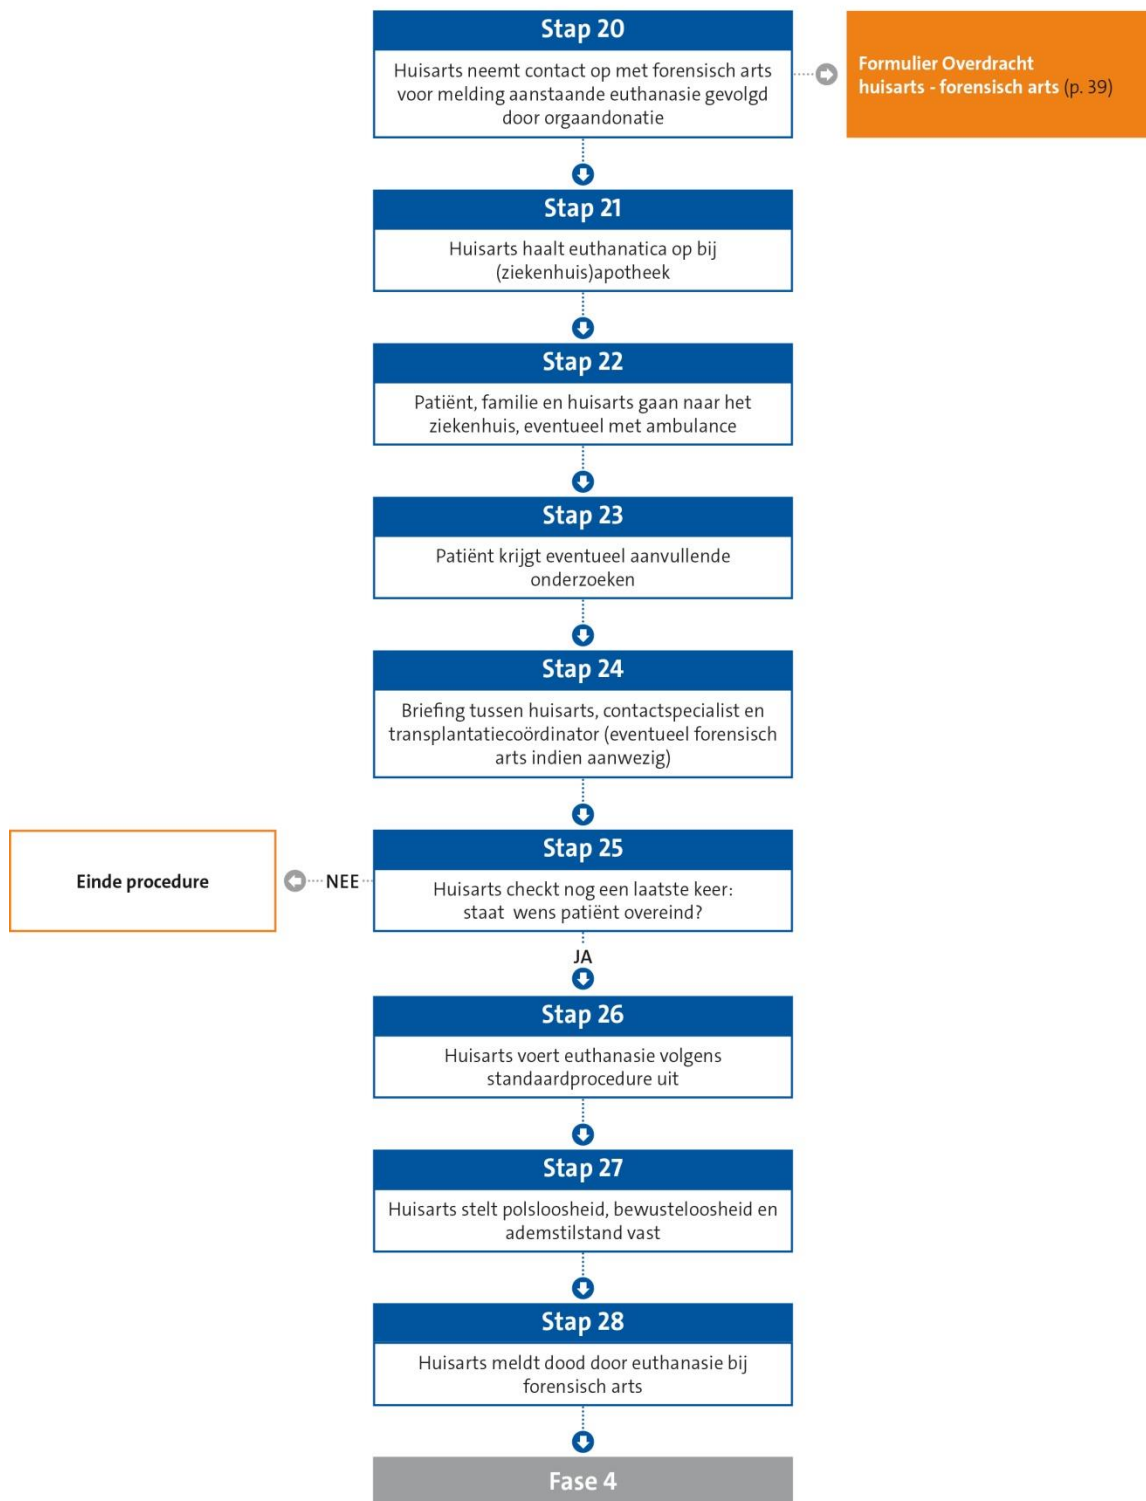 Stap 20
Huisarts neemt contact op met forensisch arts
voor melding aanstaande euthanasie gevolgd
door orgaandonatie
Formulier Overdracht
huisarts - forensisch arts (p. 39)
Stap 21
Huisarts haalt euthanatica op bij
(ziekenhuis)apotheek
Stap 22
Patiënt, familie en huisarts gaan naar het
ziekenhuis, eventueel met ambulance
Stap 23
Patiënt krijgt eventueel aanvullende
onderzoeken
Stap 24
Briefing tussen huisarts, contactspecialist en
transplantatiecoördinator (eventueel forensisch
arts indien aanwezig)
Stap 25
Huisarts checkt nog een laatste keer:
staat wens patiënt overeind?
NEE
Einde procedure
JA
Stap 26
Huisarts voert euthanasie volgens
standaardprocedure uit
Stap 27
Huisarts stelt polsloosheid, bewusteloosheid en
ademstilstand vast
Stap 28
Huisarts meldt dood door euthanasie bij
forensisch arts
Fase 4